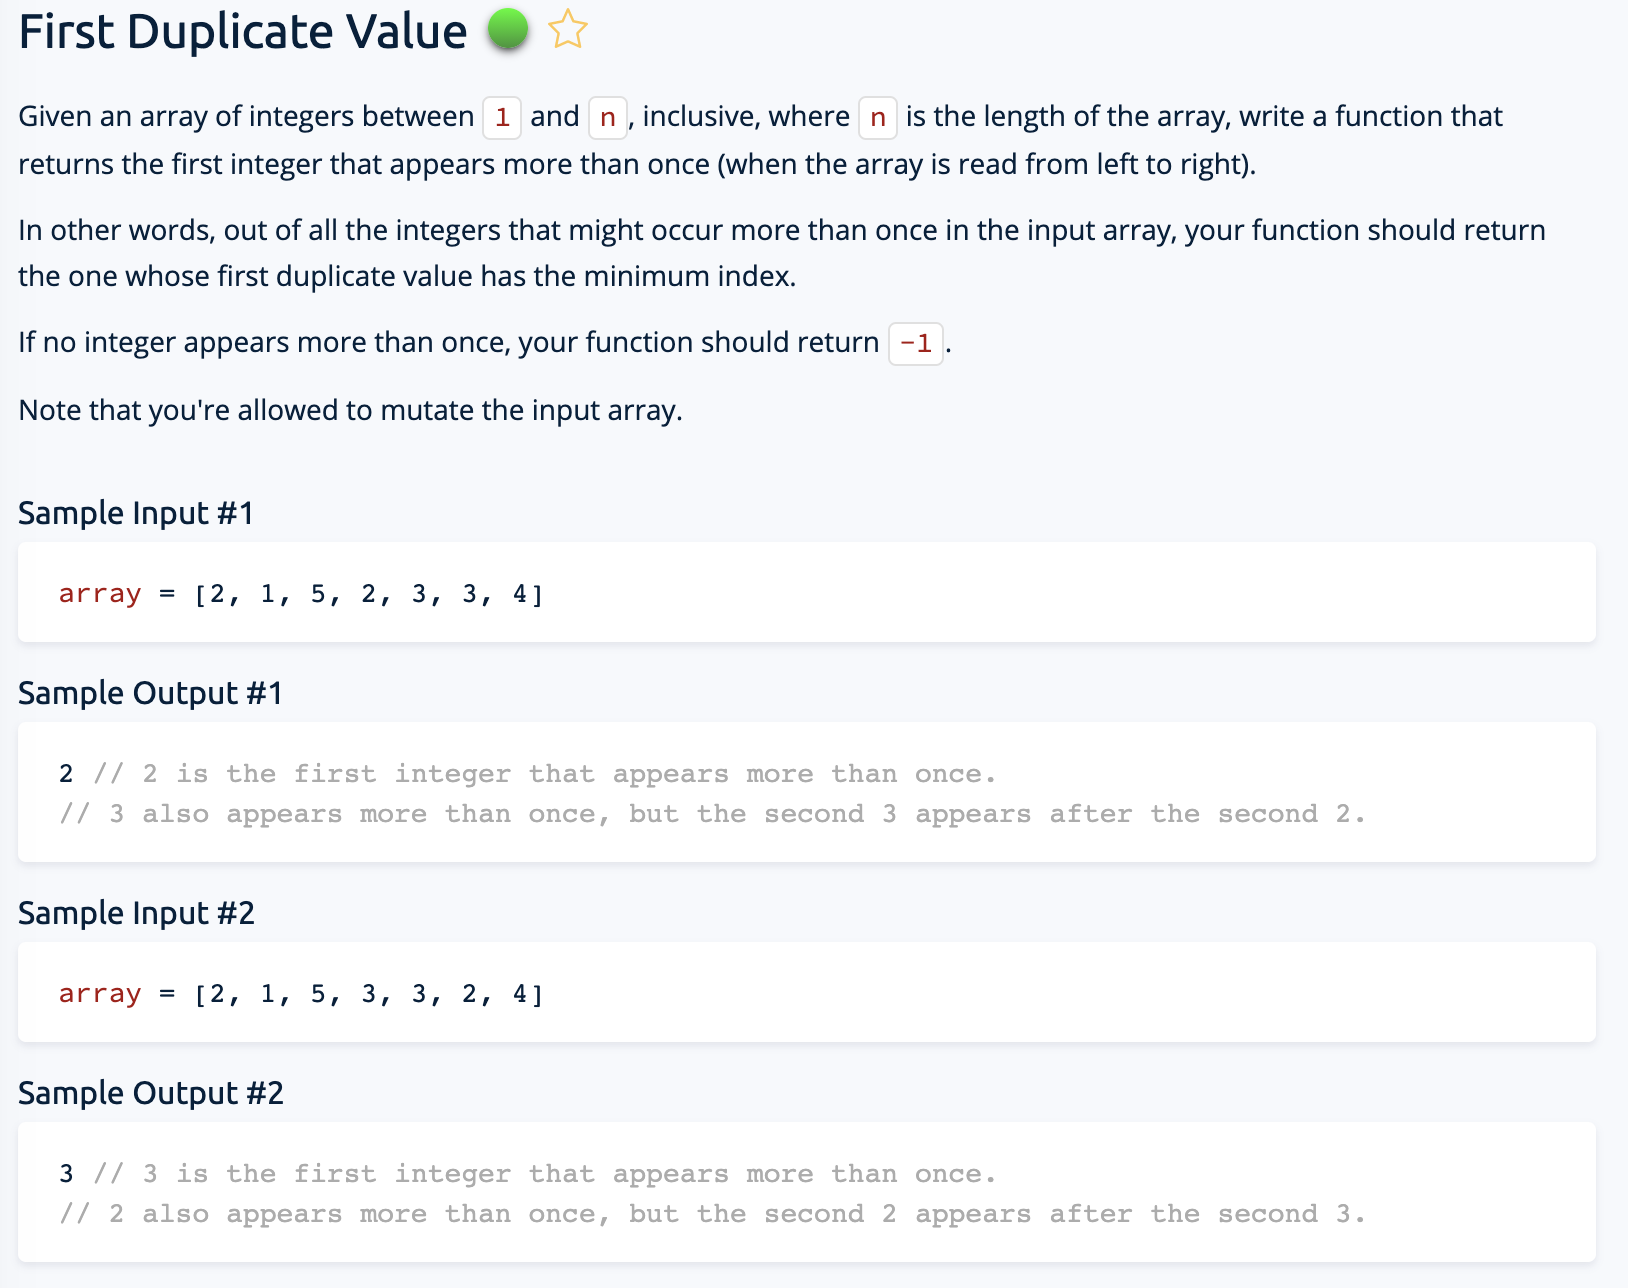 First Duplicate Value
Given an array of integers between 1 and n, inclusive, where n is the length of the array, write a function that
returns the first integer that appears more than once (when the array is read from left to right).
In other words, out of all the integers that might occur more than once in the input array, your function should return
the one whose first duplicate value has the minimum index.
If no integer appears more than once, your function should return -1.
Note that you're allowed to mutate the input array.
Sample Input #1
array = [2, 1, 5, 2, 3, 3, 4]
Sample Output #1
2 // 2 is the first integer that appears more than once.
// 3 also appears more than once, but the second 3 appears after the second 2.
Sample Input #2
array = [2, 1, 5, 3, 3, 2, 4]
Sample Output #2
3 // 3 is the first integer that appears more than once.
// 2 also appears more than once, but the second 2 appears after the second 3.